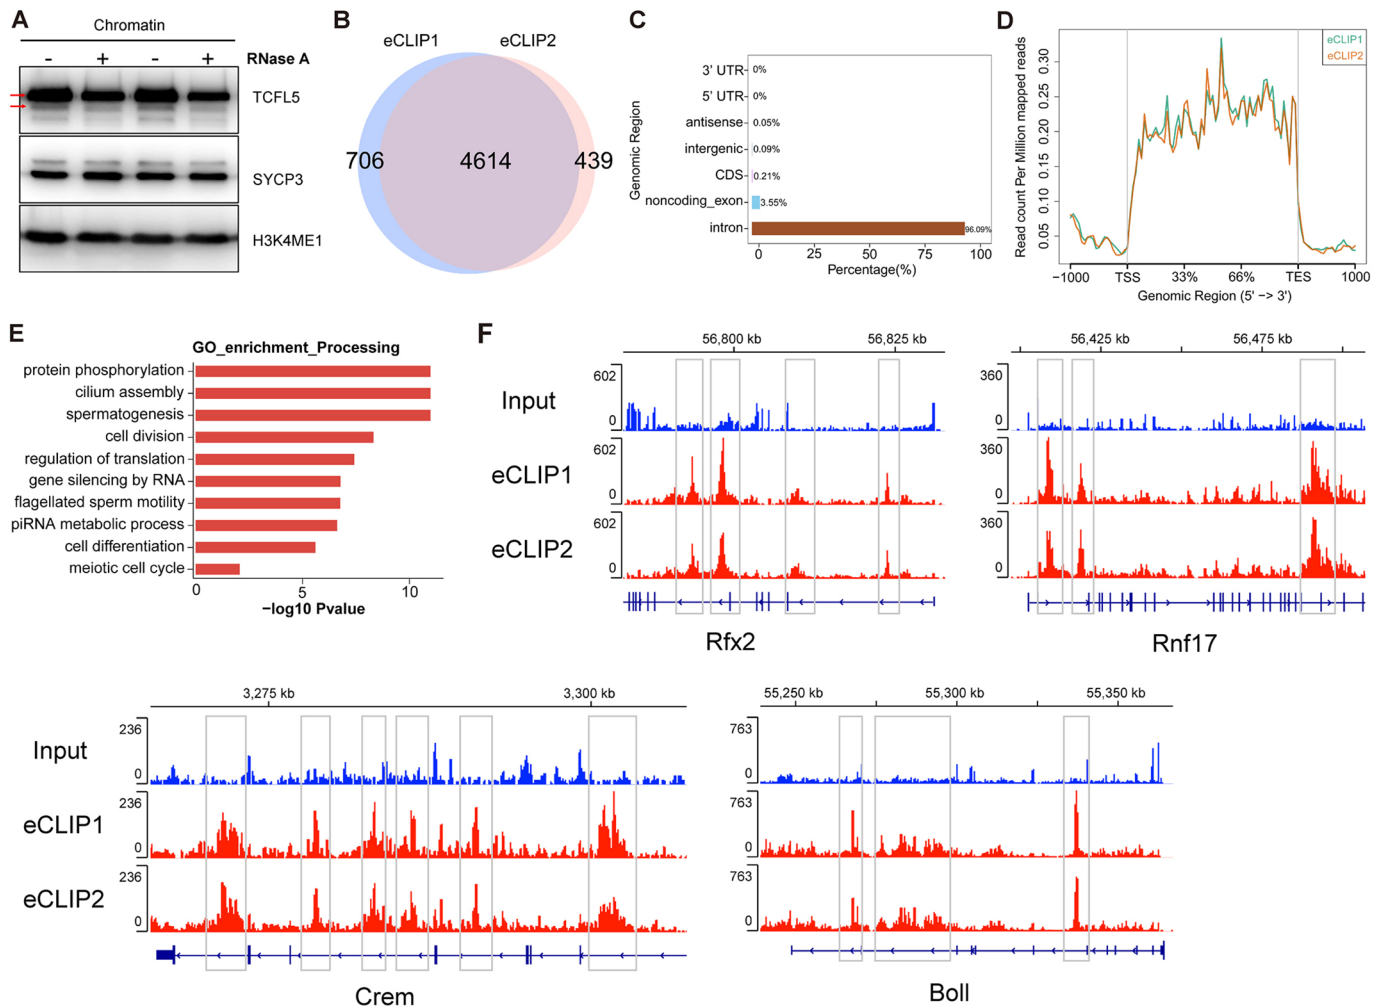 A
Chromatin
- + - + RNase A
TCFL5
SYCP3
H3K4ME1
B
eCLIP1 eCLIP2
706 4614 439
C
Genomic Region
3' UTR 0%
5' UTR 0%
antisense 0.05%
intergenic 0.09%
CDS 0.21%
noncoding_exon 3.55%
intron 96.09%
0 25 50 75 100
Percentage(%)
D
eCLIP1
eCLIP2
Read count Per Million mapped reads
0.30
0.25
0.20
0.15
0.10
0.05
−1000 TSS 33% 66% TES 1000
Genomic Region (5' −> 3')
E
GO_enrichment_Processing
protein phosphorylation
cilium assembly
spermatogenesis
cell division
regulation of translation
gene silencing by RNA
flagellated sperm motility
piRNA metabolic process
cell differentiation
meiotic cell cycle
0 5 10
−log10 Pvalue
F
56,800 kb 56,825 kb
Input
602
0
eCLIP1
602
0
eCLIP2
602
0
Rfx2
56,425 kb 56,475 kb
360
0
360
0
360
0
Rnf17
3,275 kb 3,300 kb
Input
236
0
eCLIP1
236
0
eCLIP2
236
0
Crem
55,250 kb 55,300 kb 55,350 kb
763
0
763
0
763
0
Boll